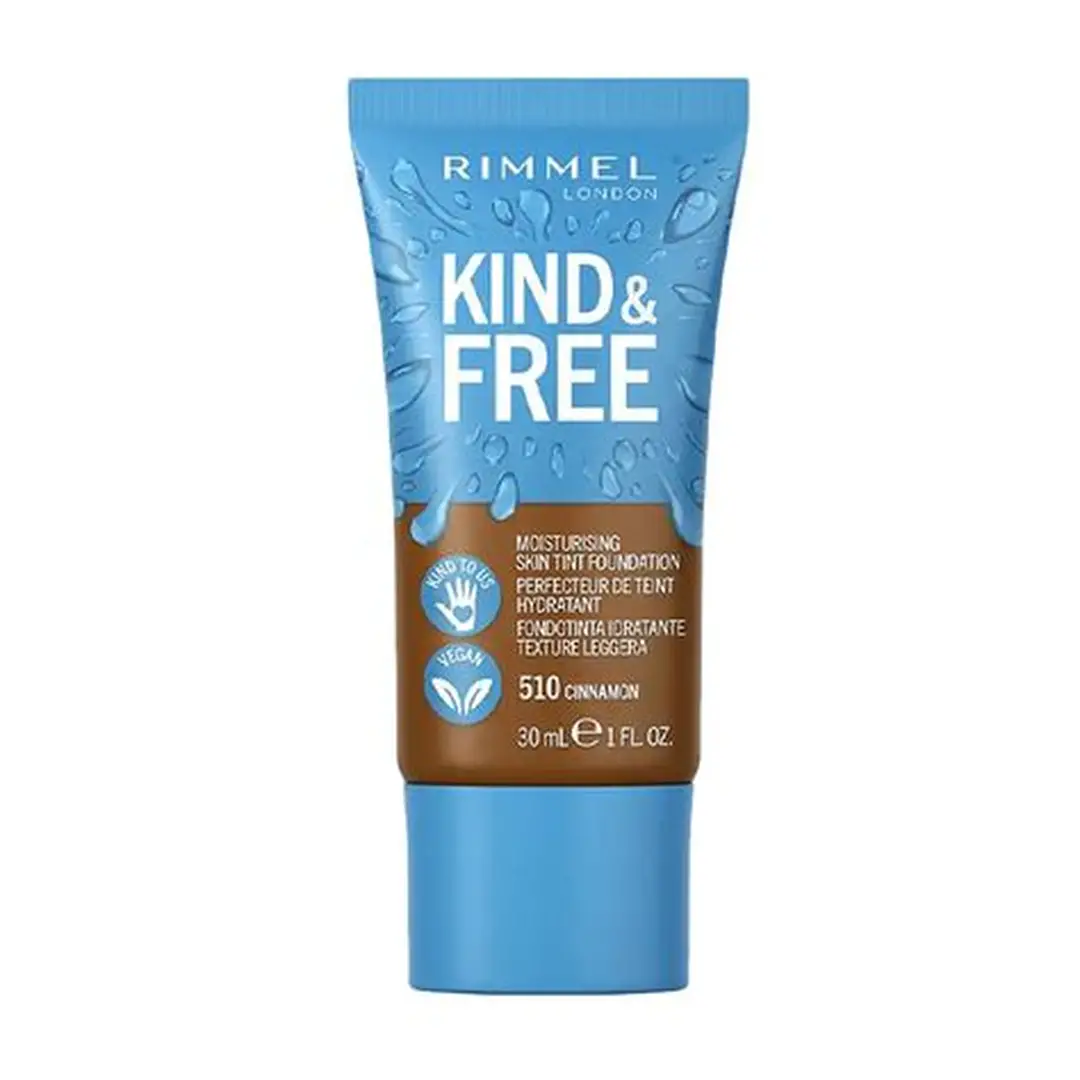 RIMMEL
LONDON
KIND &
FREE
MOISTURISING
SKIN TINT FOUNDATION
PERFECTEUR DE TEINT
HYDRATANT
FONDOTINTA IDRATANTE
TEXTURE LEGGERA
KIND TO US
VEGAN
510 CINNAMON
30 mL e 1 FL. OZ.